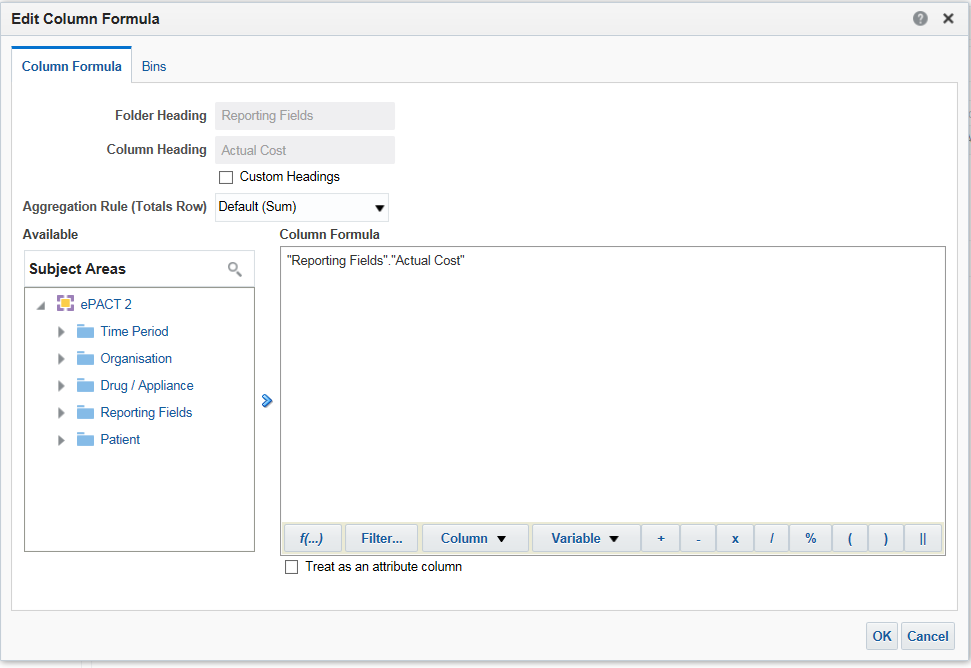 Edit Column Formula
Column Formula
Bins
Folder Heading
Reporting Fields
Column Heading
Actual Cost
Custom Headings
Aggregation Rule (Totals Row)
Default (Sum)
Available
Column Formula
Subject Areas
"Reporting Fields"."Actual Cost"
ePACT 2
Time Period
Organisation
Drug / Appliance
Reporting Fields
Patient
f(...)
Filter...
Column
Variable
+
-
x
/
%
(
)
||
Treat as an attribute column
OK
Cancel